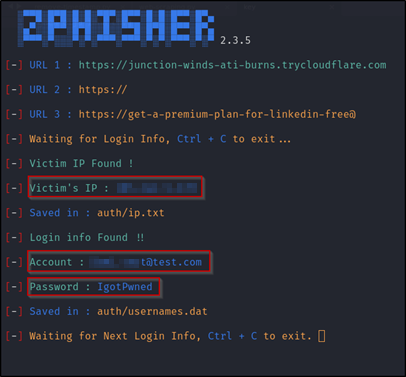 ZPHISHER 2.3.5
[-] URL 1 : https://junction-winds-ati-burns.trycloudflare.com
[-] URL 2 : https://
[-] URL 3 : https://get-a-premium-plan-for-linkedin-free@
[-] Waiting for Login Info, Ctrl + C to exit...
[-] Victim IP Found !
[-] Victim's IP :
[-] Saved in : auth/ip.txt
[-] Login info Found !!
[-] Account : t@test.com
[-] Password : IgotPwned
[-] Saved in : auth/usernames.dat
[-] Waiting for Next Login Info, Ctrl + C to exit.